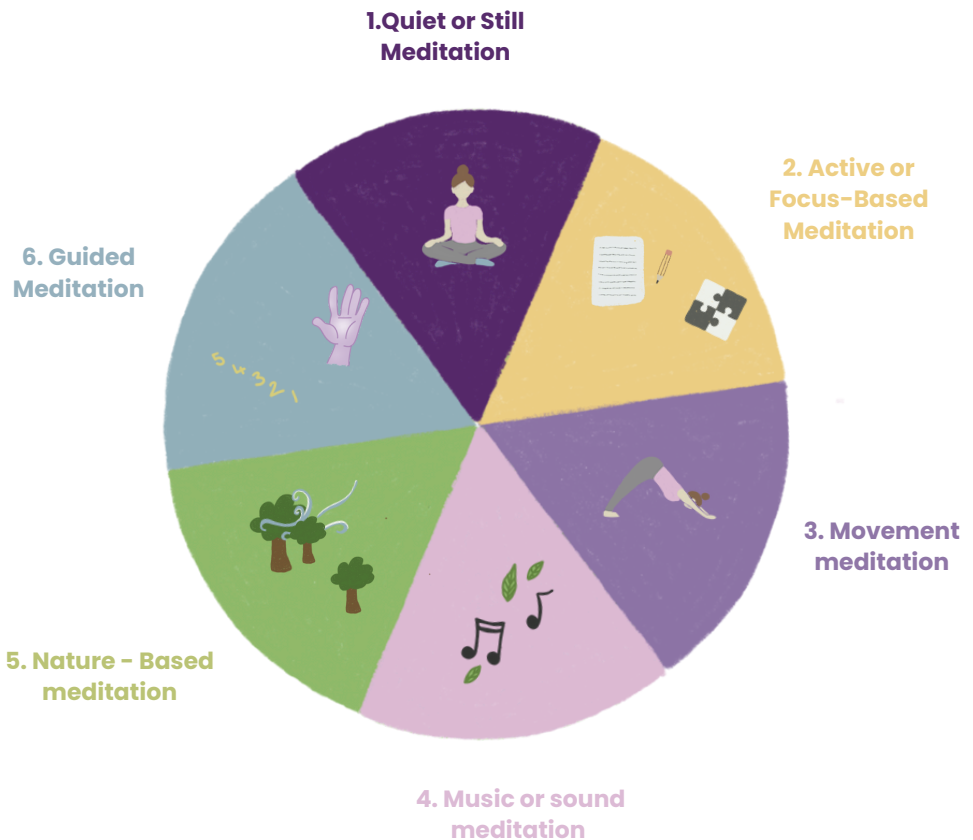 1.Quiet or Still
Meditation
2. Active or
Focus-Based
Meditation
3. Movement
meditation
4. Music or sound
meditation
5. Nature - Based
meditation
6. Guided
Meditation
5 4 3 2 1